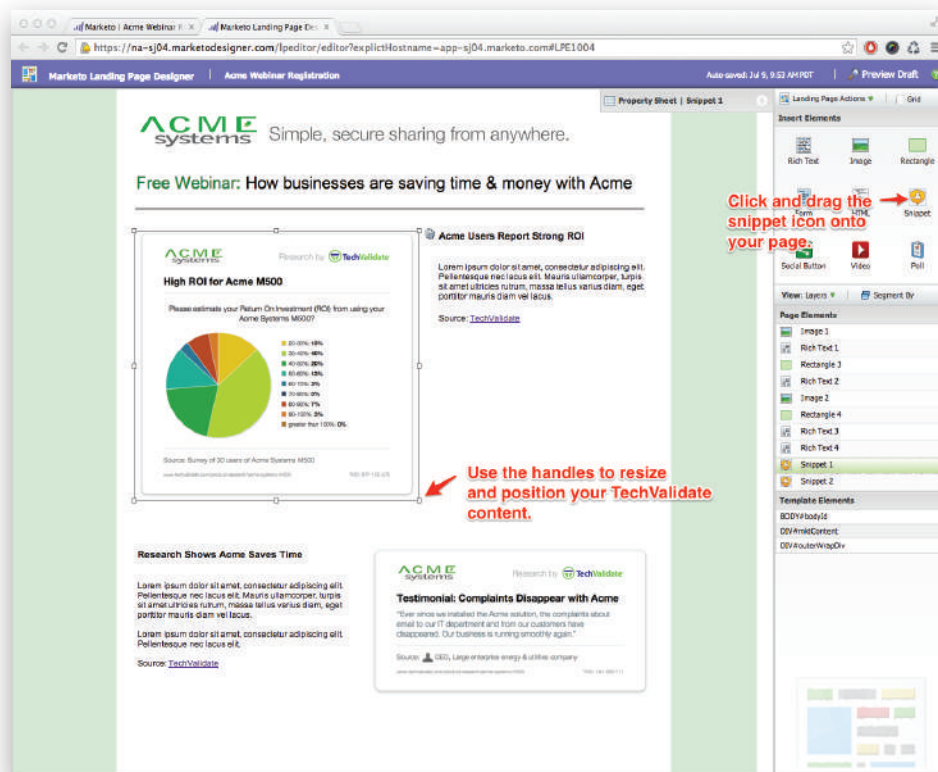 Marketo | Acme Webinar R
Marketo Landing Page Des
https://na-sj04.marketodesigner.com/lpeditor/editor?explictHostname=app-sj04.marketo.com#LPE1004
Marketo Landing Page Designer | Acme Webinar Registration
Auto-saved: Jul 9, 9:53 AM PDT
Preview Draft
Property Sheet | Snippet 1
Landing Page Actions
Grid
Insert Elements
Rich Text
Image
Rectangle
Form
HTML
Snippet
Social Button
Video
Poll
Click and drag the
snippet icon onto
your page.
View: Layers
Segment By
Page Elements
Image 1
Rich Text 1
Rectangle 3
Rich Text 2
Image 2
Rectangle 4
Rich Text 3
Rich Text 4
Snippet 1
Snippet 2
Template Elements
BODY#bodyId
DIV#mktContent
DIV#outerWrapDiv
ACME
systems
Simple, secure sharing from anywhere.
Free Webinar: How businesses are saving time & money with Acme
ACME
systems
Research by TechValidate
High ROI for Acme M500
Please estimate your Return On Investment (ROI) from using your
Acme Systems M500?
40-60%: 20%
greater than 100%: 0%
Source: Survey of 30 users of Acme Systems M500
Acme Users Report Strong ROI
Lorem ipsum dolor sit amet, consectetur adipiscing elit.
Pellentesque nec lacus elit. Mauris ullamcorper, turpis
sit amet ultricies rutrum, massa tellus varius diam, eget
porttitor mauris diam vel lacus.
Source: TechValidate
Use the handles to resize
and position your TechValidate
content.
Research Shows Acme Saves Time
Lorem ipsum dolor sit amet, consectetur adipiscing elit.
Pellentesque nec lacus elit. Mauris ullamcorper, turpis
sit amet ultricies rutrum, massa tellus varius diam, eget
porttitor mauris diam vel lacus.
Lorem ipsum dolor sit amet, consectetur adipiscing elit.
Pellentesque nec lacus elit.
Source: TechValidate
ACME
systems
Research by TechValidate
Testimonial: Complaints Disappear with Acme
"Ever since we installed the Acme solution, the complaints about
email to our IT department and from our customers have
disappeared. Our business is running smoothly again."
Source: CEO, Large enterprise energy & utilities company